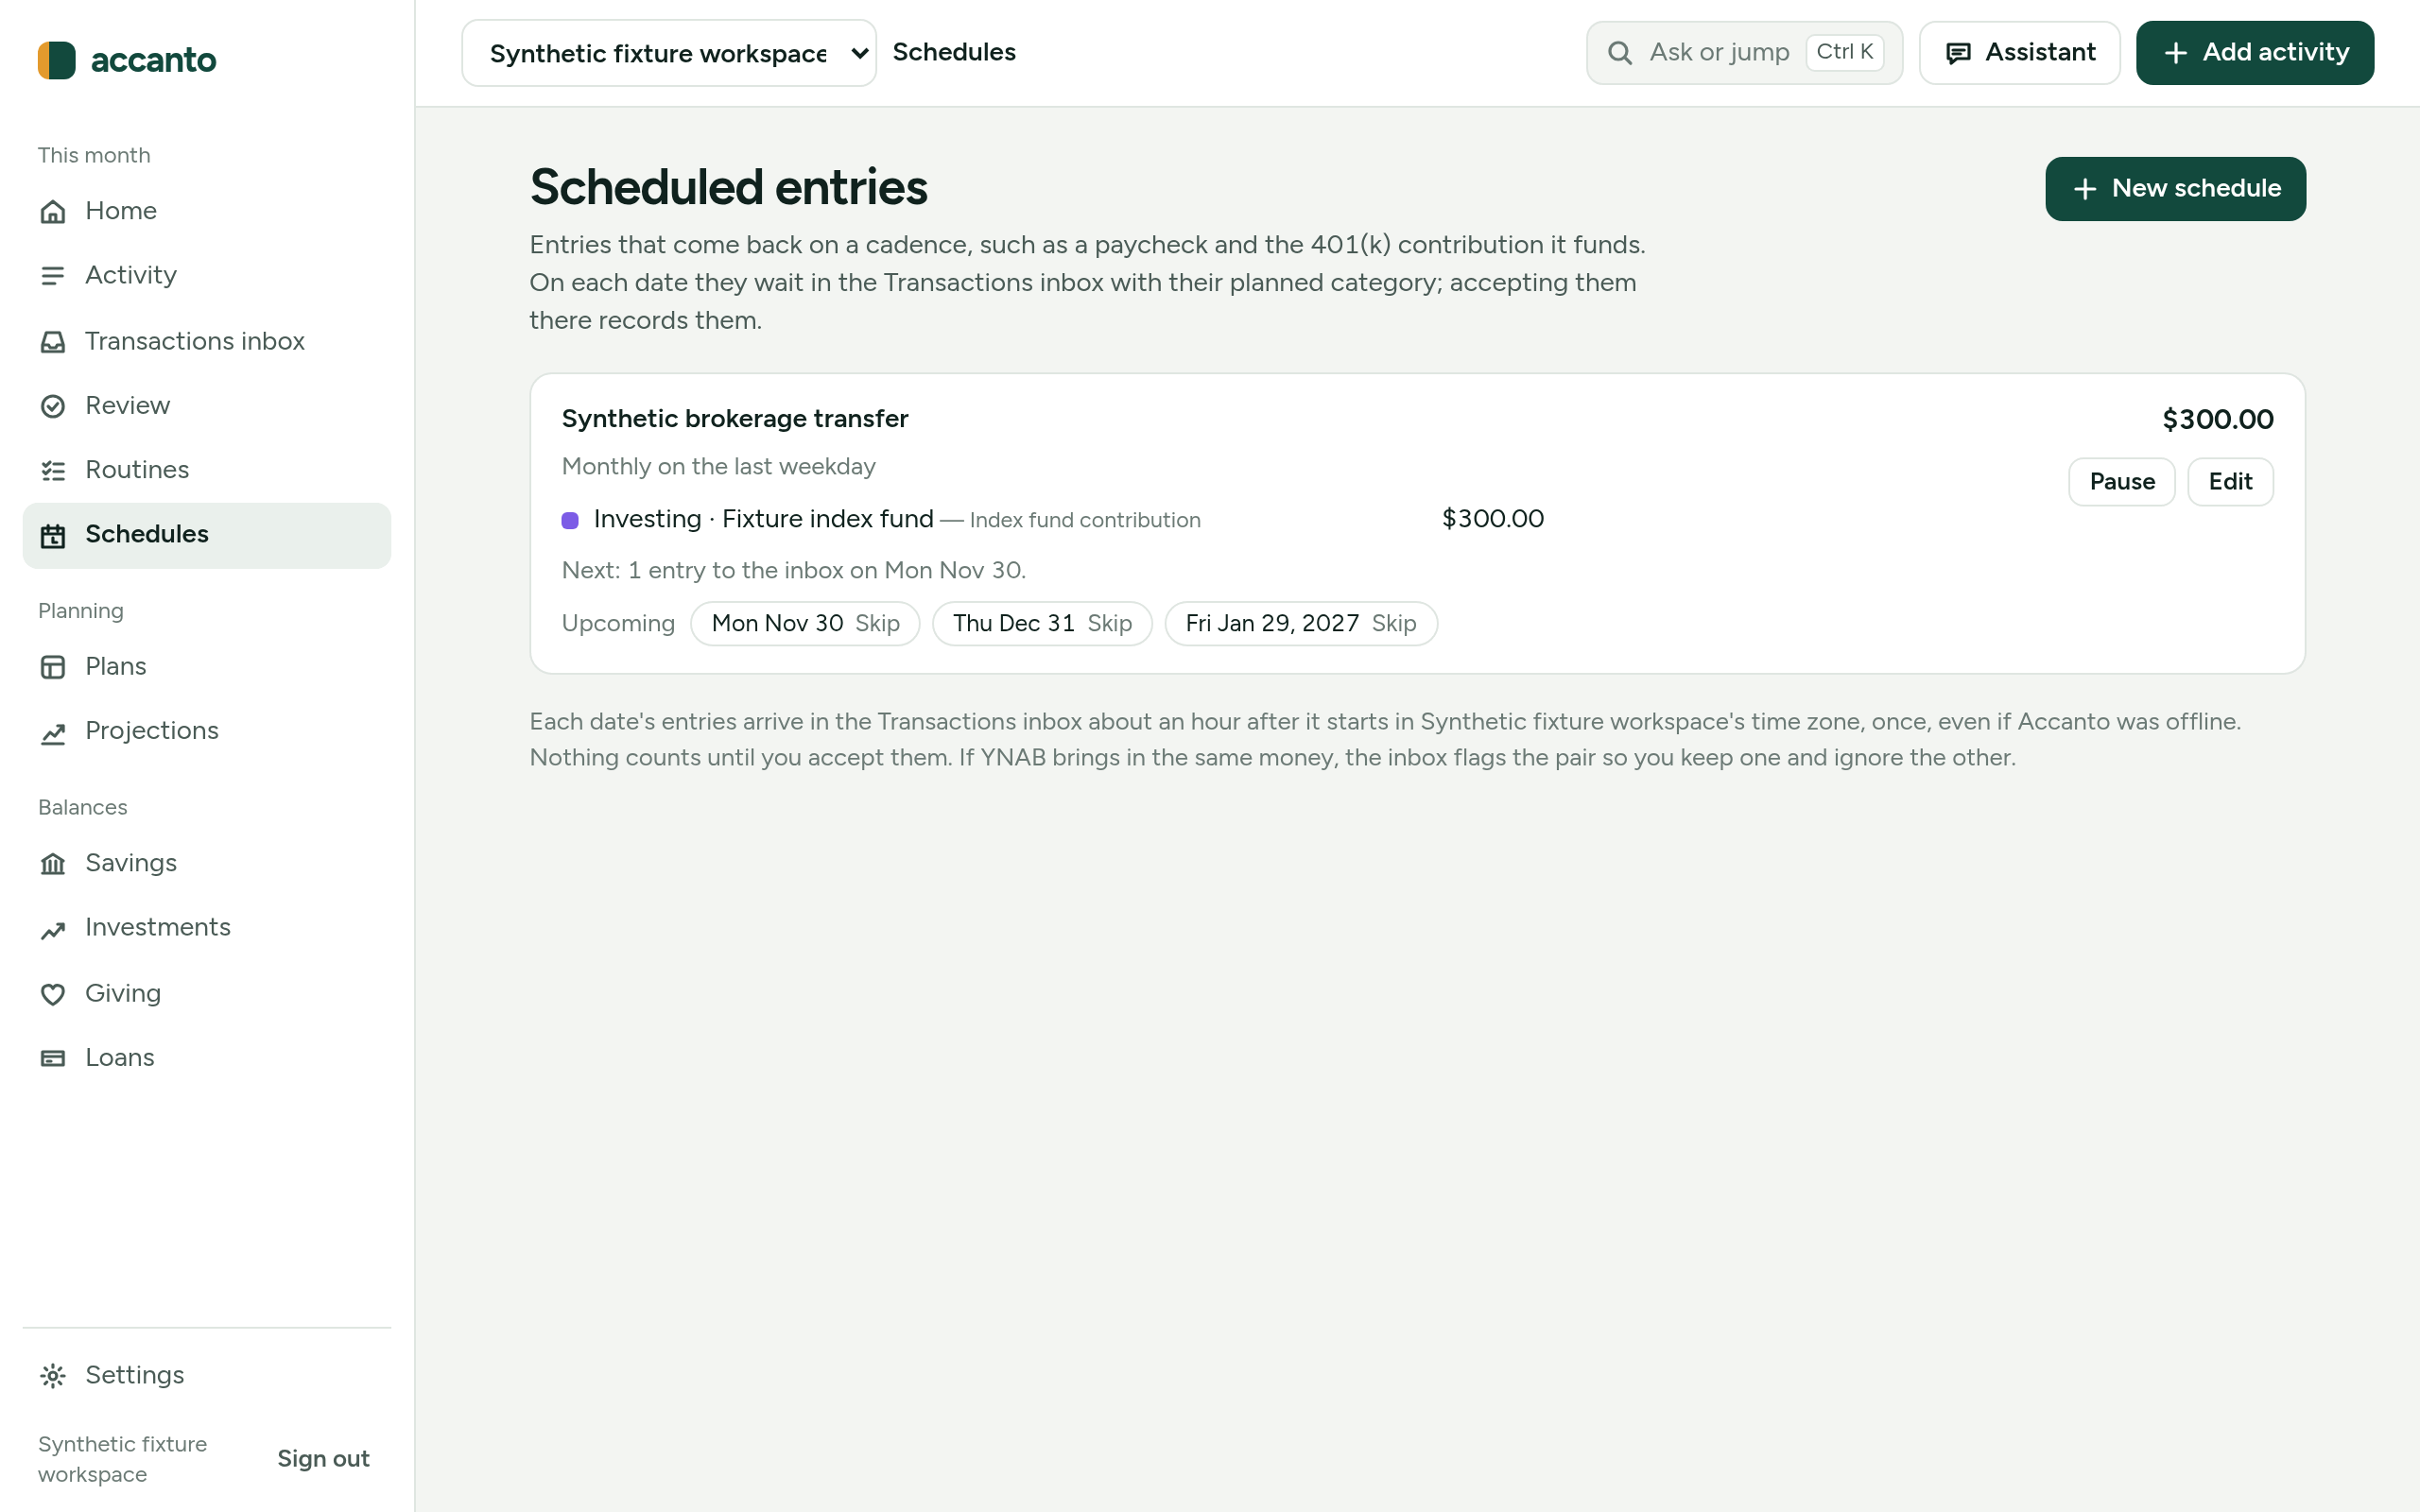 accanto
This month
Home
Activity
Transactions inbox
Review
Routines
Schedules
Planning
Plans
Projections
Balances
Savings
Investments
Giving
Loans
Settings
Synthetic fixture
workspace
Sign out
Synthetic fixture workspace
Schedules
Ask or jump
Ctrl K
Assistant
Add activity
Scheduled entries
New schedule
Entries that come back on a cadence, such as a paycheck and the 401(k) contribution it funds.
On each date they wait in the Transactions inbox with their planned category; accepting them
there records them.
Synthetic brokerage transfer
$300.00
Monthly on the last weekday
Pause
Edit
Investing · Fixture index fund — Index fund contribution
$300.00
Next: 1 entry to the inbox on Mon Nov 30.
Upcoming
Mon Nov 30 Skip
Thu Dec 31 Skip
Fri Jan 29, 2027 Skip
Each date's entries arrive in the Transactions inbox about an hour after it starts in Synthetic fixture workspace's time zone, once, even if Accanto was offline.
Nothing counts until you accept them. If YNAB brings in the same money, the inbox flags the pair so you keep one and ignore the other.